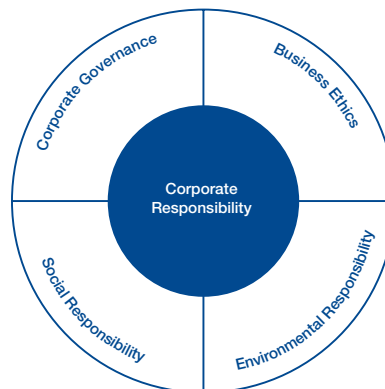 Corporate Governance
Business Ethics
Corporate
Responsibility
Social Responsibility
Environmental Responsibility